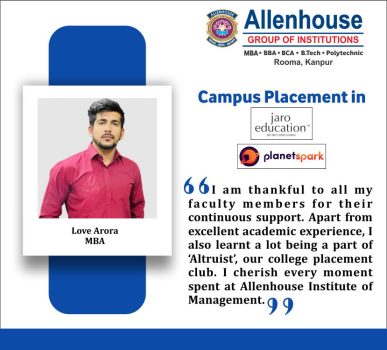 Allenhouse
GROUP OF INSTITUTIONS
MBA • BBA • BCA • B.Tech • Polytechnic
Rooma, Kanpur
Campus Placement in
jaro
education™
planetspark
Love Arora
MBA
“I am thankful to all my
faculty members for their
continuous support. Apart from
excellent academic experience, I
also learnt a lot being a part of
‘Altruist’, our college placement
club. I cherish every moment
spent at Allenhouse Institute of
Management.”